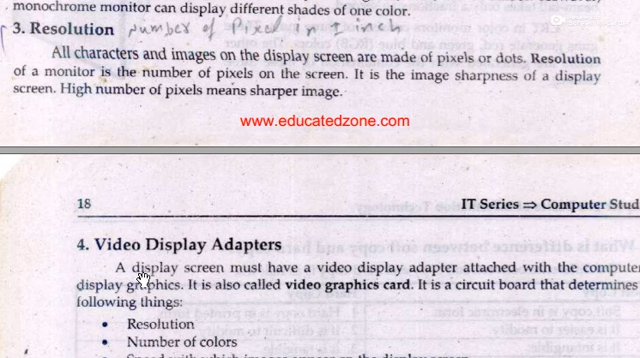 monochrome monitor can display different shades of one color.
3. Resolution Number of Pixel in 1 inch
All characters and images on the display screen are made of pixels or dots. Resolution
of a monitor is the number of pixels on the screen. It is the image sharpness of a display
screen. High number of pixels means sharper image.
www.educatedzone.com
18 IT Series ⇒ Computer Stud
4. Video Display Adapters
A display screen must have a video display adapter attached with the compute
display graphics. It is also called video graphics card. It is a circuit board that determines
following things:
• Resolution
• Number of colors
Speed with which images appear on the display screen